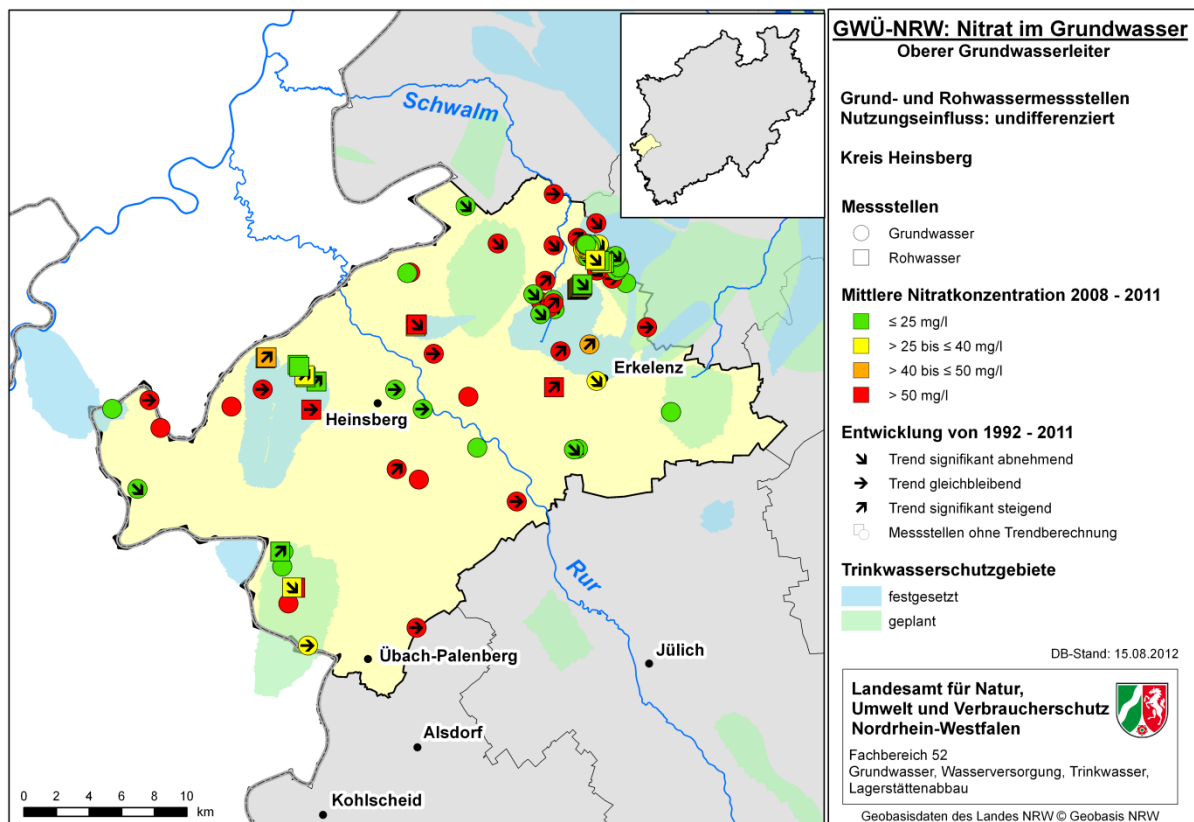 Schwalm
Erkelenz
Heinsberg
Rur
Übach-Palenberg
Jülich
Alsdorf
Kohlscheid
0 2 4 6 8 10
km
GWÜ-NRW: Nitrat im Grundwasser
Oberer Grundwasserleiter
Grund- und Rohwassermessstellen
Nutzungseinfluss: undifferenziert
Kreis Heinsberg
Messstellen
Grundwasser
Rohwasser
Mittlere Nitratkonzentration 2008 - 2011
≤ 25 mg/l
> 25 bis ≤ 40 mg/l
> 40 bis ≤ 50 mg/l
> 50 mg/l
Entwicklung von 1992 - 2011
Trend signifikant abnehmend
Trend gleichbleibend
Trend signifikant steigend
Messstellen ohne Trendberechnung
Trinkwasserschutzgebiete
festgesetzt
geplant
DB-Stand: 15.08.2012
Landesamt für Natur,
Umwelt und Verbraucherschutz
Nordrhein-Westfalen
Fachbereich 52
Grundwasser, Wasserversorgung, Trinkwasser,
Lagerstättenabbau
Geobasisdaten des Landes NRW © Geobasis NRW